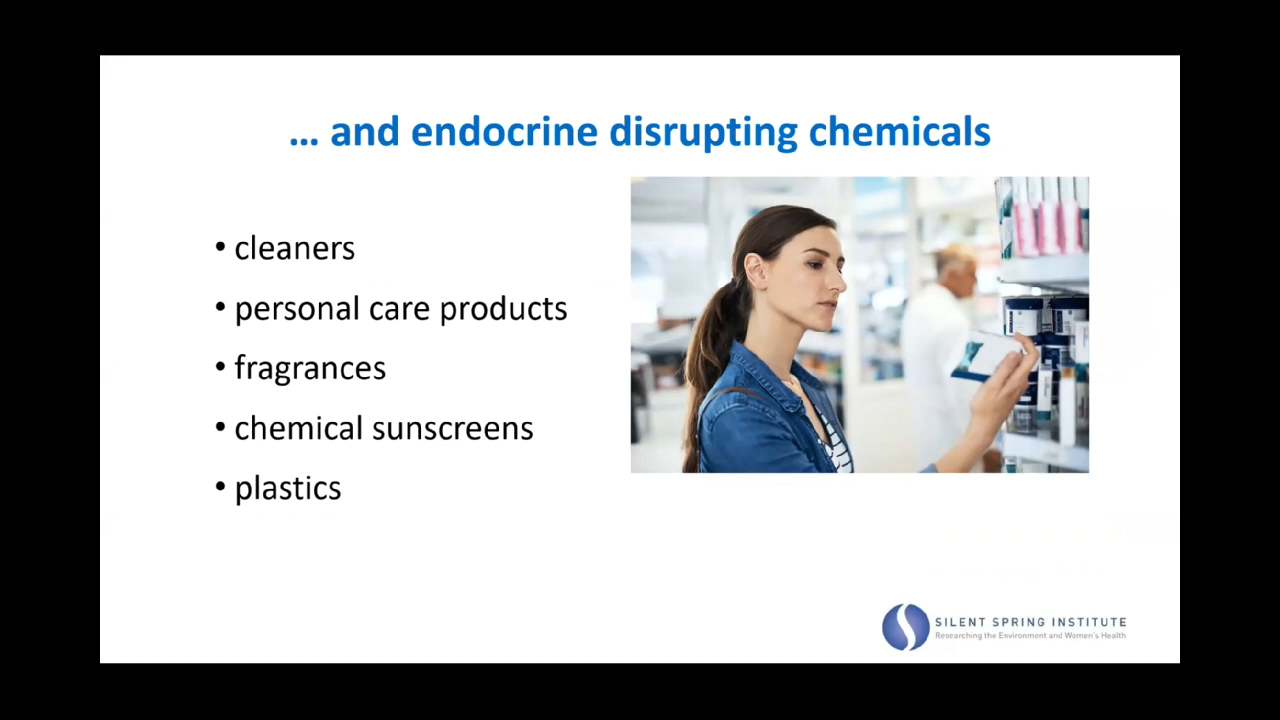 ... and endocrine disrupting chemicals
• cleaners
• personal care products
• fragrances
• chemical sunscreens
• plastics
SILENT SPRING INSTITUTE
Researching the Environment and Women's Health